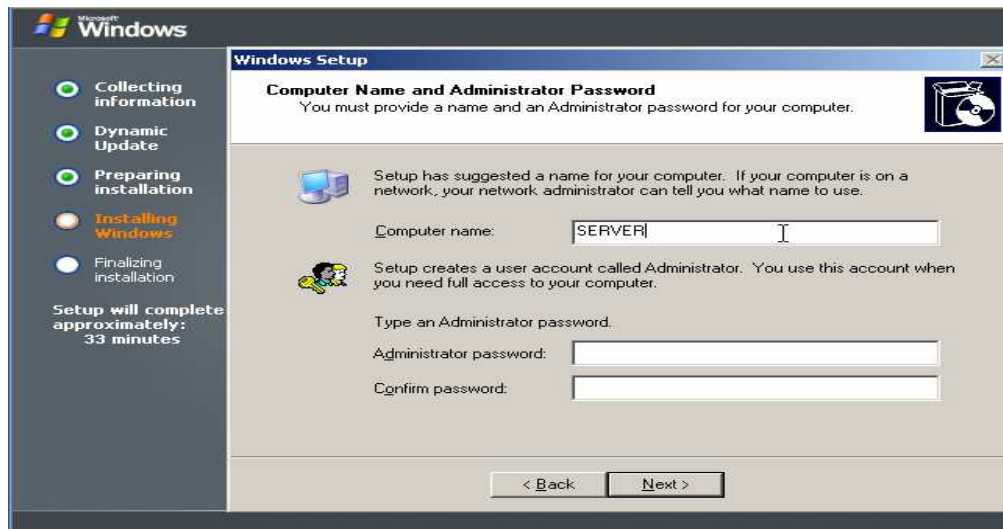 Microsoft
Windows
Collecting
information
Dynamic
Update
Preparing
installation
Installing
Windows
Finalizing
installation
Setup will complete
approximately:
33 minutes
Windows Setup
Computer Name and Administrator Password
You must provide a name and an Administrator password for your computer.
Setup has suggested a name for your computer. If your computer is on a
network, your network administrator can tell you what name to use.
Computer name: SERVER
Setup creates a user account called Administrator. You use this account when
you need full access to your computer.
Type an Administrator password.
Administrator password:
Confirm password:
< Back Next >